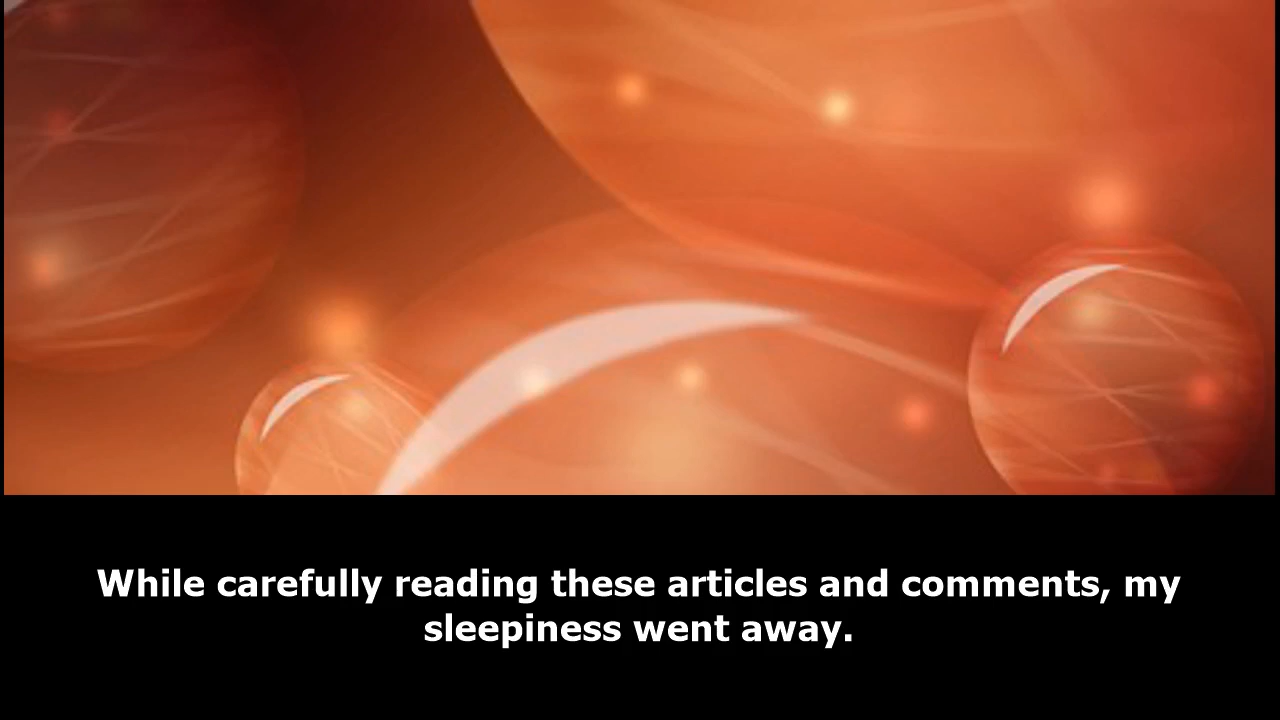 While carefully reading these articles and comments, my
sleepiness went away.